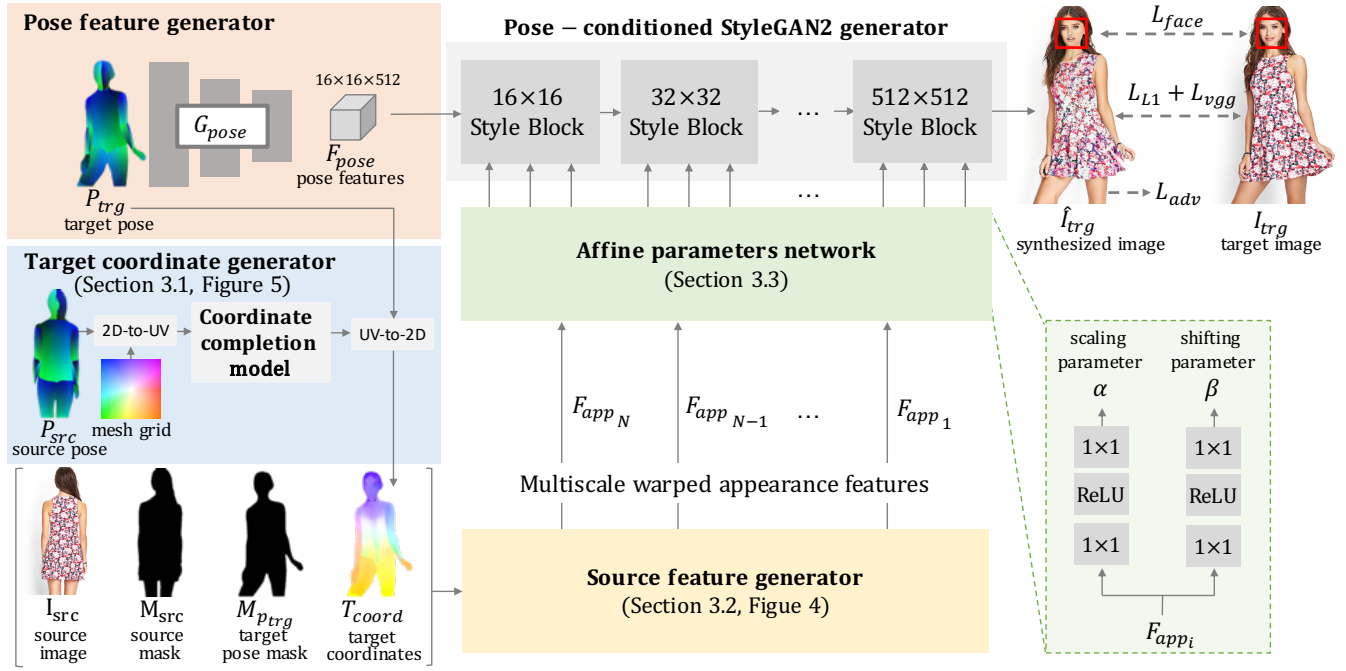 Pose feature generator
16×16×512
G_pose
F_pose
pose features
P_trg
target pose
Target coordinate generator
(Section 3.1, Figure 5)
2D-to-UV
Coordinate
completion
model
UV-to-2D
P_src
source pose
mesh grid
I_src
source
image
M_src
source
mask
M_p_trg
target
pose mask
T_coord
target
coordinates
Pose − conditioned StyleGAN2 generator
16×16
Style Block
32×32
Style Block
...
512×512
Style Block
...
Affine parameters network
(Section 3.3)
F_app_N
F_app_N−1
...
F_app_1
Multiscale warped appearance features
Source feature generator
(Section 3.2, Figue 4)
L_face
L_L1 + L_vgg
L_adv
Î_trg
synthesized image
I_trg
target image
scaling
parameter
α
1×1
ReLU
1×1
shifting
parameter
β
1×1
ReLU
1×1
F_app_i